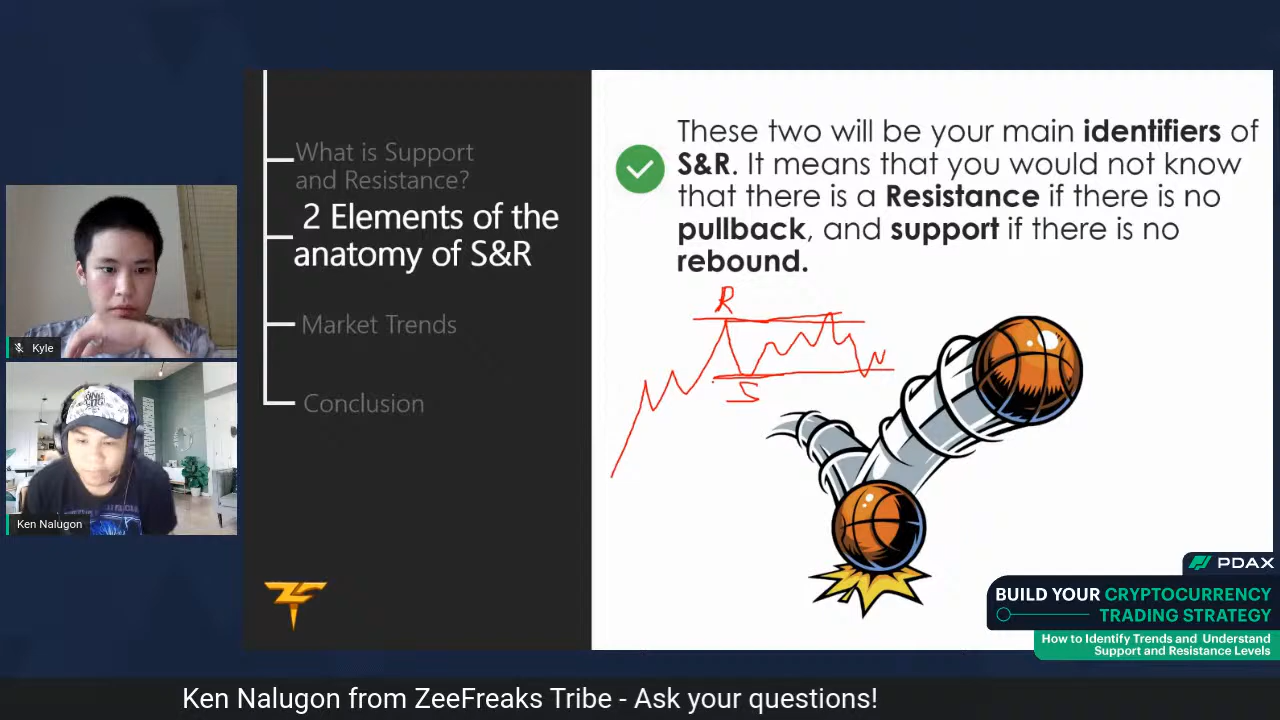 What is Support
and Resistance?
2 Elements of the
anatomy of S&R
Market Trends
Conclusion
These two will be your main identifiers of
S&R. It means that you would not know
that there is a Resistance if there is no
pullback, and support if there is no
rebound.
R
S
Kyle
Ken Nalugon
ZF
PDAX
BUILD YOUR CRYPTOCURRENCY
TRADING STRATEGY
How to Identify Trends and Understand
Support and Resistance Levels
Ken Nalugon from ZeeFreaks Tribe - Ask your questions!